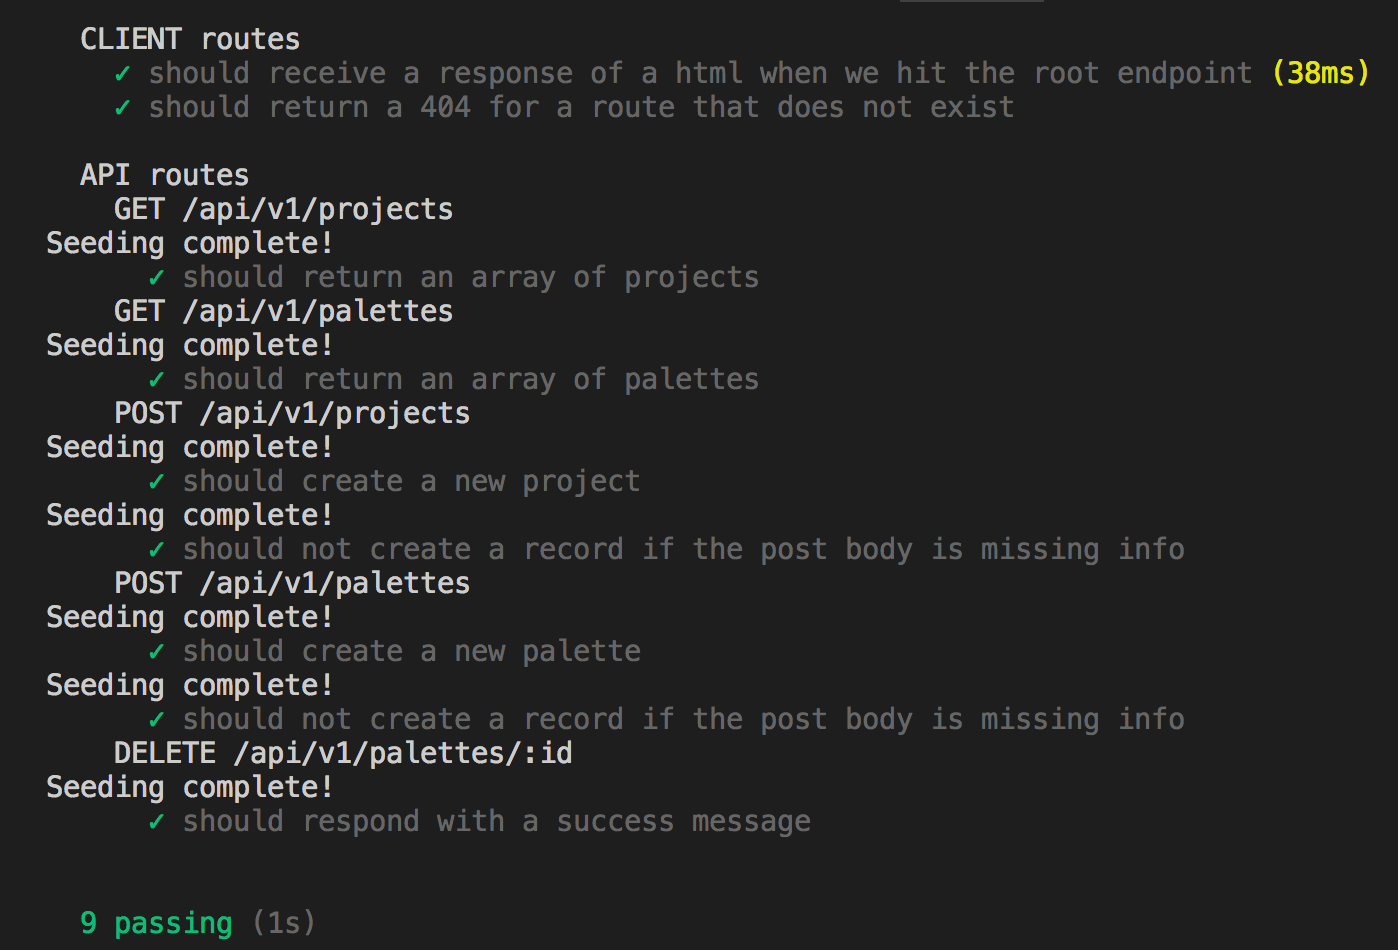 CLIENT routes
✓ should receive a response of a html when we hit the root endpoint (38ms)
✓ should return a 404 for a route that does not exist
API routes
GET /api/v1/projects
Seeding complete!
✓ should return an array of projects
GET /api/v1/palettes
Seeding complete!
✓ should return an array of palettes
POST /api/v1/projects
Seeding complete!
✓ should create a new project
Seeding complete!
✓ should not create a record if the post body is missing info
POST /api/v1/palettes
Seeding complete!
✓ should create a new palette
Seeding complete!
✓ should not create a record if the post body is missing info
DELETE /api/v1/palettes/:id
Seeding complete!
✓ should respond with a success message
9 passing (1s)